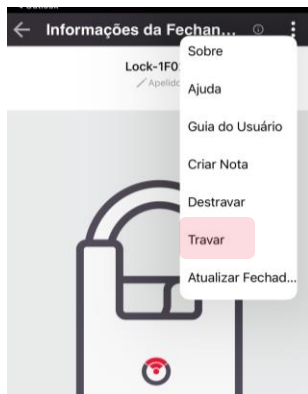 Informações da Fechan...
Sobre
Lock-1F0
Apelido
Ajuda
Guia do Usuário
Criar Nota
Destravar
Travar
Atualizar Fechad...